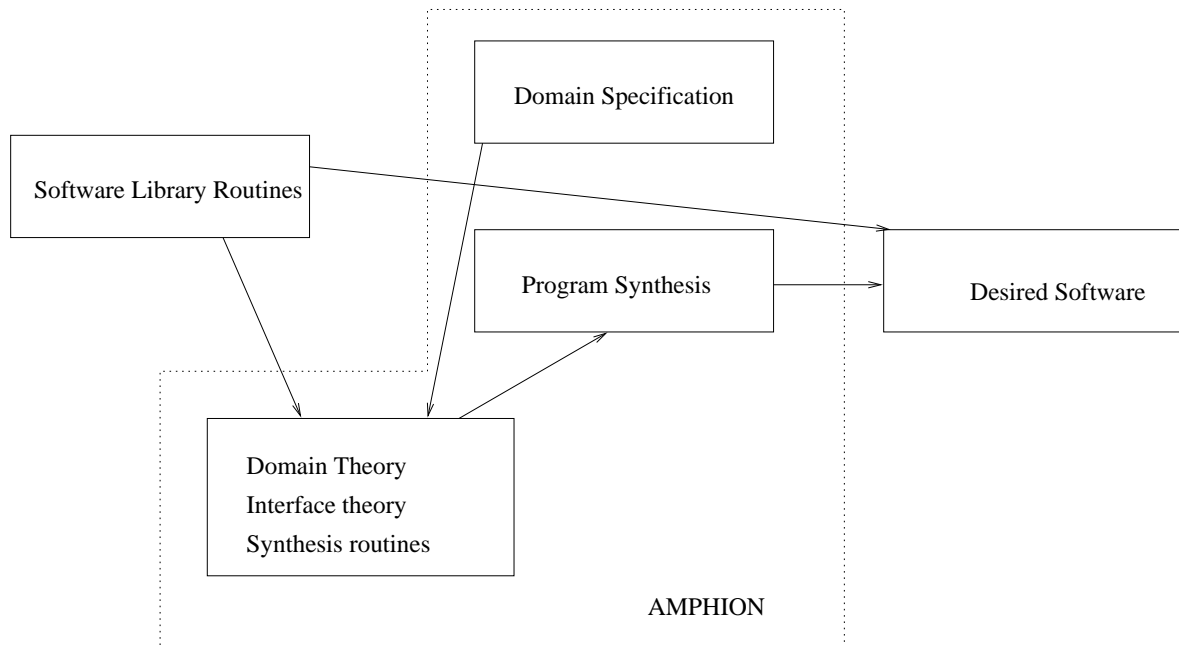 Domain Specification
Software Library Routines
Program Synthesis
Desired Software
Domain Theory
Interface theory
Synthesis routines
AMPHION